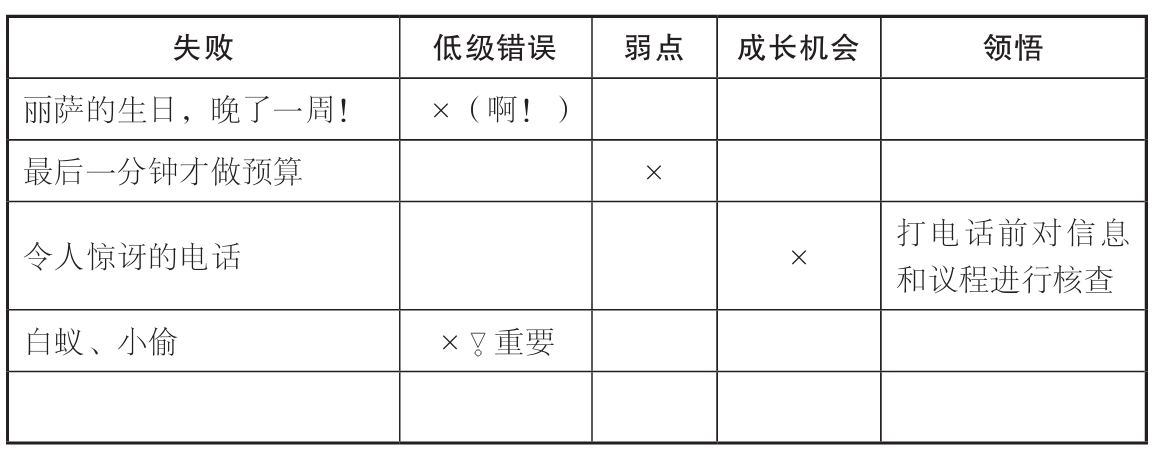 失败 低级错误 弱点 成长机会 领悟
丽萨的生日，晚了一周！ ×（啊！）
最后一分钟才做预算 ×
令人惊讶的电话 × 打电话前对信息
和议程进行核查
白蚁、小偷 × 重要